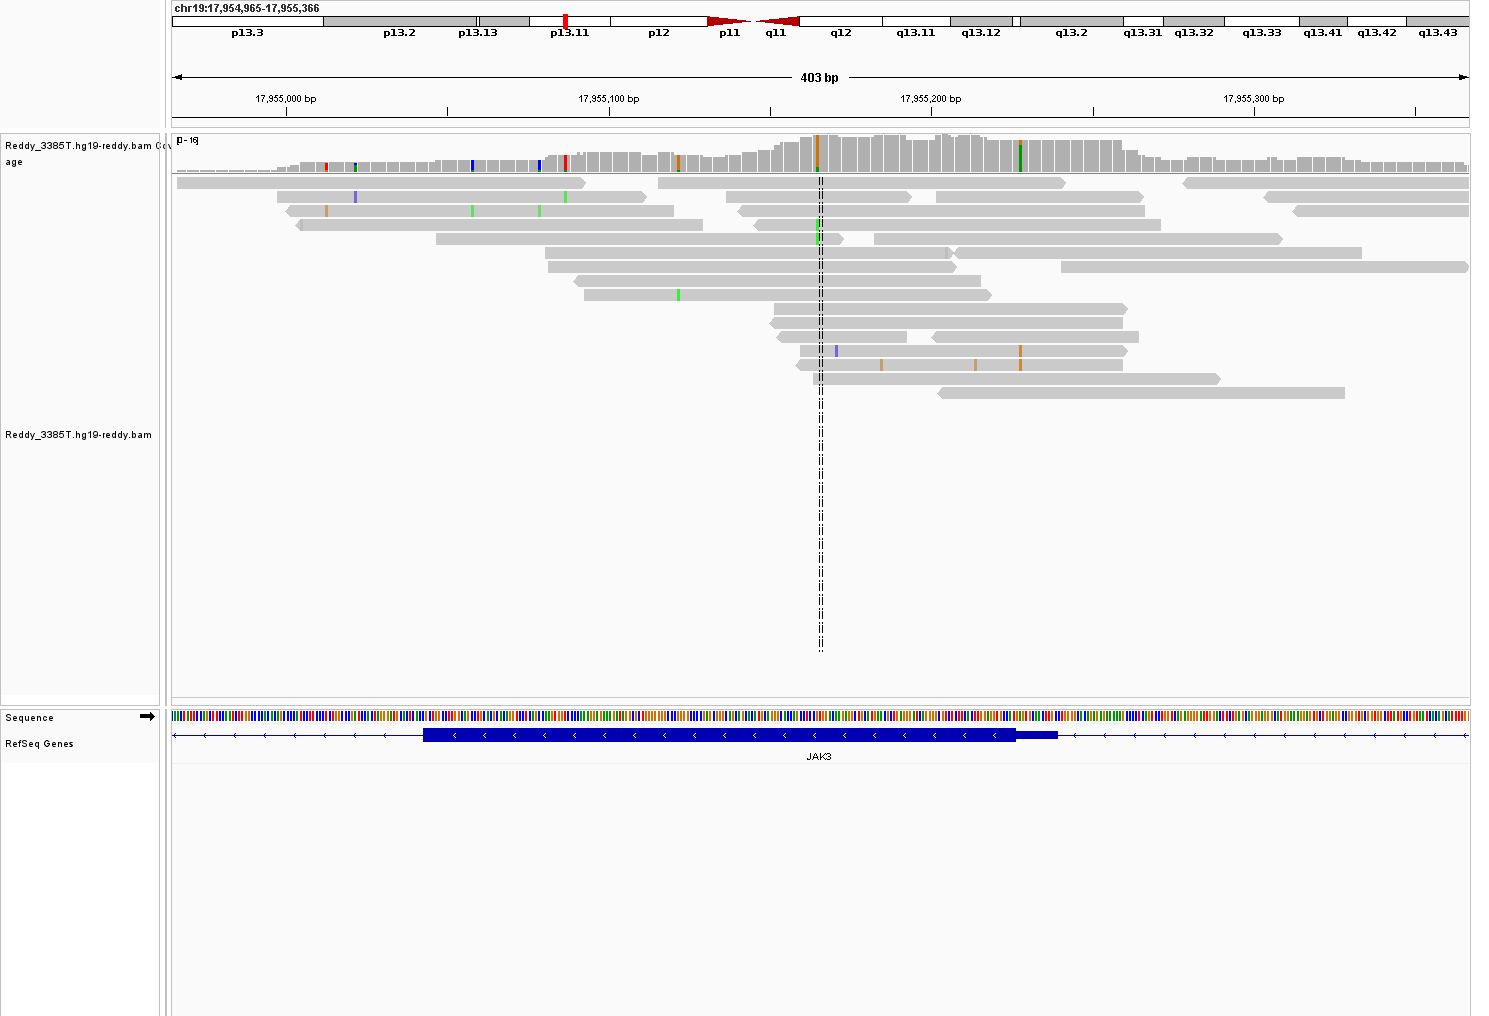 chr19:17,954,965-17,955,366
p13.3 p13.2 p13.13 p13.11 p12 p11 q11 q12 q13.11 q13.12 q13.2 q13.31 q13.32 q13.33 q13.41 q13.42 q13.43
403 bp
17,955,000 bp 17,955,100 bp 17,955,200 bp 17,955,300 bp
Reddy_3385T.hg19-reddy.bam Cov
age
[0 - 16]
Reddy_3385T.hg19-reddy.bam
Sequence
RefSeq Genes
JAK3